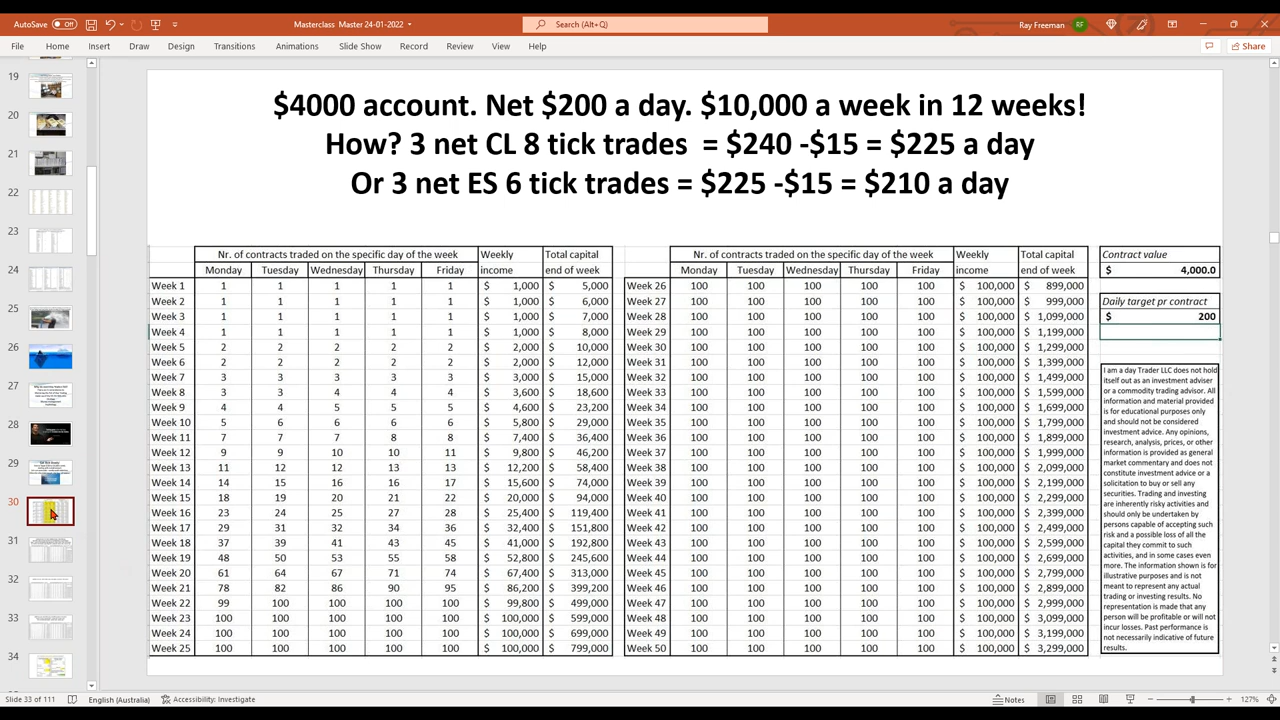 AutoSave Off Masterclass Master 24-01-2022 Search (Alt+Q) Ray Freeman RF
File Home Insert Draw Design Transitions Animations Slide Show Record Review View Help Share
19
20
21
22
23
24
25
26
27
28
29
30
31
32
33
34
$4000 account. Net $200 a day. $10,000 a week in 12 weeks!
How? 3 net CL 8 tick trades = $240 -$15 = $225 a day
Or 3 net ES 6 tick trades = $225 -$15 = $210 a day
Nr. of contracts traded on the specific day of the week Weekly Total capital
Monday Tuesday Wednesday Thursday Friday income end of week
Week 1 1 1 1 1 1 $ 1,000 $ 5,000
Week 2 1 1 1 1 1 $ 1,000 $ 6,000
Week 3 1 1 1 1 1 $ 1,000 $ 7,000
Week 4 1 1 1 1 1 $ 1,000 $ 8,000
Week 5 2 2 2 2 2 $ 2,000 $ 10,000
Week 6 2 2 2 2 2 $ 2,000 $ 12,000
Week 7 3 3 3 3 3 $ 3,000 $ 15,000
Week 8 3 3 4 4 4 $ 3,600 $ 18,600
Week 9 4 4 5 5 5 $ 4,600 $ 23,200
Week 10 5 6 6 6 6 $ 5,800 $ 29,000
Week 11 7 7 7 8 8 $ 7,400 $ 36,400
Week 12 9 9 10 10 11 $ 9,800 $ 46,200
Week 13 11 12 12 13 13 $ 12,200 $ 58,400
Week 14 14 15 16 16 17 $ 15,600 $ 74,000
Week 15 18 19 20 21 22 $ 20,000 $ 94,000
Week 16 23 24 25 27 28 $ 25,400 $ 119,400
Week 17 29 31 32 34 36 $ 32,400 $ 151,800
Week 18 37 39 41 43 45 $ 41,000 $ 192,800
Week 19 48 50 53 55 58 $ 52,800 $ 245,600
Week 20 61 64 67 71 74 $ 67,400 $ 313,000
Week 21 78 82 86 90 95 $ 86,200 $ 399,200
Week 22 99 100 100 100 100 $ 99,800 $ 499,000
Week 23 100 100 100 100 100 $ 100,000 $ 599,000
Week 24 100 100 100 100 100 $ 100,000 $ 699,000
Week 25 100 100 100 100 100 $ 100,000 $ 799,000
Nr. of contracts traded on the specific day of the week Weekly Total capital
Monday Tuesday Wednesday Thursday Friday income end of week
Week 26 100 100 100 100 100 $ 100,000 $ 899,000
Week 27 100 100 100 100 100 $ 100,000 $ 999,000
Week 28 100 100 100 100 100 $ 100,000 $ 1,099,000
Week 29 100 100 100 100 100 $ 100,000 $ 1,199,000
Week 30 100 100 100 100 100 $ 100,000 $ 1,299,000
Week 31 100 100 100 100 100 $ 100,000 $ 1,399,000
Week 32 100 100 100 100 100 $ 100,000 $ 1,499,000
Week 33 100 100 100 100 100 $ 100,000 $ 1,599,000
Week 34 100 100 100 100 100 $ 100,000 $ 1,699,000
Week 35 100 100 100 100 100 $ 100,000 $ 1,799,000
Week 36 100 100 100 100 100 $ 100,000 $ 1,899,000
Week 37 100 100 100 100 100 $ 100,000 $ 1,999,000
Week 38 100 100 100 100 100 $ 100,000 $ 2,099,000
Week 39 100 100 100 100 100 $ 100,000 $ 2,199,000
Week 40 100 100 100 100 100 $ 100,000 $ 2,299,000
Week 41 100 100 100 100 100 $ 100,000 $ 2,399,000
Week 42 100 100 100 100 100 $ 100,000 $ 2,499,000
Week 43 100 100 100 100 100 $ 100,000 $ 2,599,000
Week 44 100 100 100 100 100 $ 100,000 $ 2,699,000
Week 45 100 100 100 100 100 $ 100,000 $ 2,799,000
Week 46 100 100 100 100 100 $ 100,000 $ 2,899,000
Week 47 100 100 100 100 100 $ 100,000 $ 2,999,000
Week 48 100 100 100 100 100 $ 100,000 $ 3,099,000
Week 49 100 100 100 100 100 $ 100,000 $ 3,199,000
Week 50 100 100 100 100 100 $ 100,000 $ 3,299,000
Contract value
$ 4,000.0
Daily target pr contract
$ 200
I am a day Trader LLC does not hold
itself out as an investment adviser
or a commodity trading advisor. All
information and material provided
is for educational purposes only
and should not be considered
investment advice. Any opinions,
research, analysis, prices, or other
information is provided as general
market commentary and does not
constitute investment advice or a
solicitation to buy or sell any
securities. Trading and investing
are inherently risky activities and
should only be undertaken by
persons capable of accepting such
risk and a possible loss of all the
capital they commit to such
activities, and in some cases even
more. The information shown is for
illustrative purposes and is not
meant to represent any actual
trading or investing results. No
representation is made that any
person will be profitable or will not
incur losses. Past performance is
not necessarily indicative of future
results.
Slide 33 of 111 English (Australia) Accessibility: Investigate Notes 127%